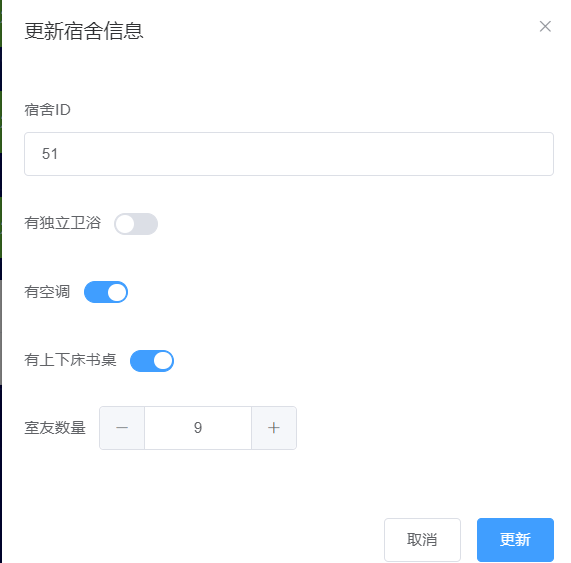 更新宿舍信息
宿舍ID
51
有独立卫浴
有空调
有上下床书桌
室友数量 9
取消 更新